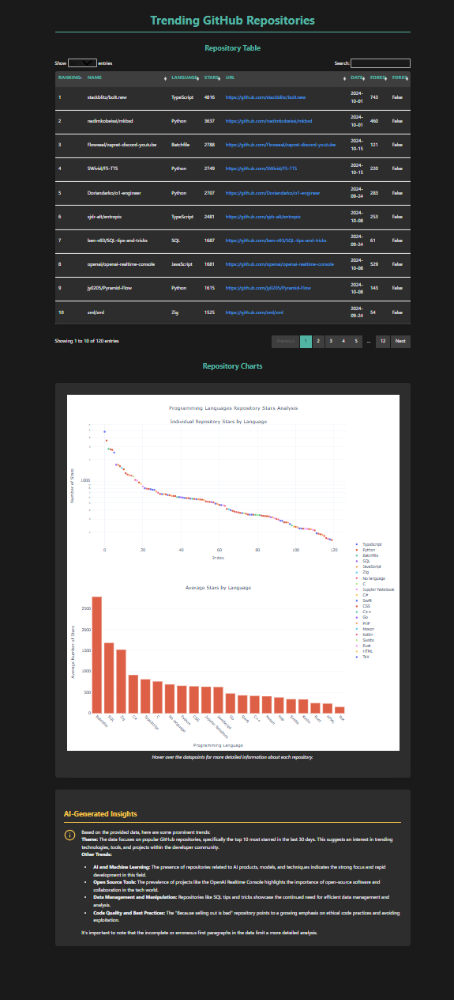 Trending GitHub Repositories
Repository Table
Show entries Search:
RANKING NAME LANGUAGE STARS URL DATE FORKS FORKS
1 stackblitz/bolt.new TypeScript 4816 https://github.com/stackblitz/bolt.new 2024-10-01 743 False
2 nadimkobeissi/mkbsd Python 3637 https://github.com/nadimkobeissi/mkbsd 2024-10-01 460 False
3 Flowseal/zapret-discord-youtube Batchfile 2788 https://github.com/Flowseal/zapret-discord-youtube 2024-10-15 121 False
4 SWivid/F5-TTS Python 2749 https://github.com/SWivid/F5-TTS 2024-10-15 220 False
5 Doriandarko/o1-engineer Python 2707 https://github.com/Doriandarko/o1-engineer 2024-09-24 283 False
6 xjdr-alt/entropix TypeScript 2481 https://github.com/xjdr-alt/entropix 2024-10-08 253 False
7 ben-n93/SQL-tips-and-tricks SQL 1687 https://github.com/ben-n93/SQL-tips-and-tricks 2024-09-24 61 False
8 openai/openai-realtime-console JavaScript 1681 https://github.com/openai/openai-realtime-console 2024-10-08 529 False
9 jy0205/Pyramid-Flow Python 1615 https://github.com/jy0205/Pyramid-Flow 2024-10-08 143 False
10 zml/zml Zig 1525 https://github.com/zml/zml 2024-09-24 54 False
Showing 1 to 10 of 120 entries Previous 1 2 3 4 5 ... 12 Next
Repository Charts
Programming Languages Repository Stars Analysis
Individual Repository Stars by Language
Number of Stars
1000
0 20 40 60 80 100 120
Index
TypeScript
Python
Batchfile
SQL
JavaScript
Zig
No language
C
Jupyter Notebook
C#
Swift
CSS
C++
Go
PHP
Meson
Kotlin
Svelte
Rust
HTML
TeX
Average Stars by Language
Average Number of Stars
2500
2000
1500
1000
500
0
Batchfile SQL Zig C# TypeScript C No language Python CSS Jupyter Notebook JavaScript Go Swift C++ Meson PHP Svelte Kotlin Rust HTML TeX
Programming Language
Hover over the datapoints for more detailed information about each repository.
AI-Generated Insights
Based on the provided data, here are some prominent trends:
Theme: The data focuses on popular GitHub repositories, specifically the top 10 most starred in the last 30 days. This suggests an interest in trending
technologies, tools, and projects within the developer community.
Other Trends:
• AI and Machine Learning: The presence of repositories related to AI products, models, and techniques indicates the strong focus and rapid
development in this field.
• Open Source Tools: The prevalence of projects like the OpenAI Realtime Console highlights the importance of open-source software and
collaboration in the tech world.
• Data Management and Manipulation: Repositories like SQL tips and tricks showcase the continued need for efficient data management and
analysis.
• Code Quality and Best Practices: The "Because selling out is bad" repository points to a growing emphasis on ethical code practices and avoiding
exploitation.
It's important to note that the incomplete or erroneous first paragraphs in the data limit a more detailed analysis.